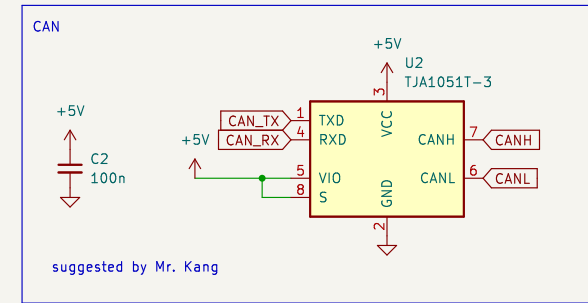 CAN
+5V
U2
TJA1051T-3
3
VCC
+5V
C2
100n
CAN_TX
1
TXD
CAN_RX
4
RXD
CANH
7
CANH
+5V
5
VIO
CANL
6
CANL
8
S
GND
2
suggested by Mr. Kang